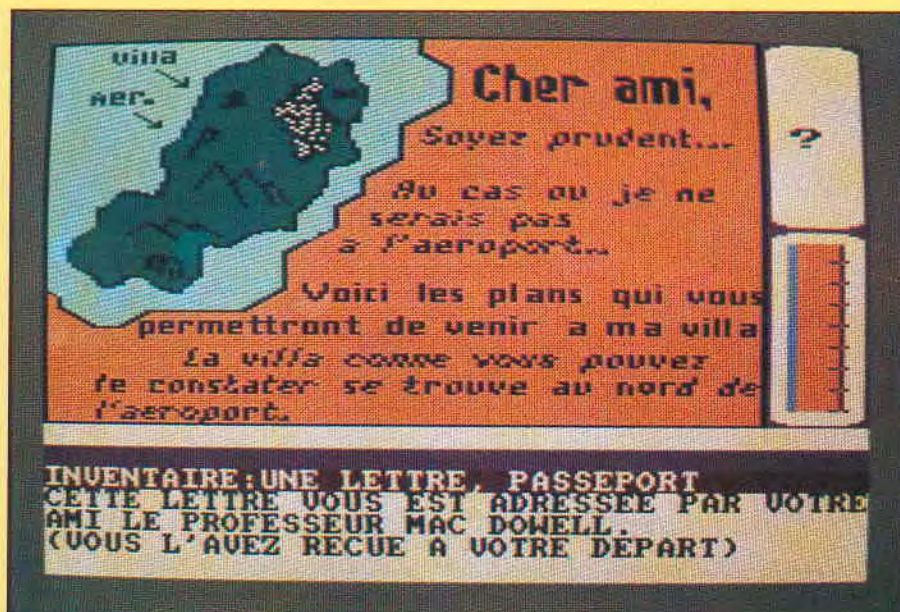 villa
aer.
Cher ami,
Soyez prudent...
Au cas ou je ne
serais pas
a l'aeroport..
Voici les plans qui vous
permettront de venir a ma villa
La villa comme vous pouvez
le constater se trouve au nord de
l'aeroport.
?
INVENTAIRE:UNE LETTRE, PASSEPORT
CETTE LETTRE VOUS EST ADRESSEE PAR VOTRE
AMI LE PROFESSEUR MAC DOWELL.
(VOUS L'AVEZ RECUE A VOTRE DEPART)